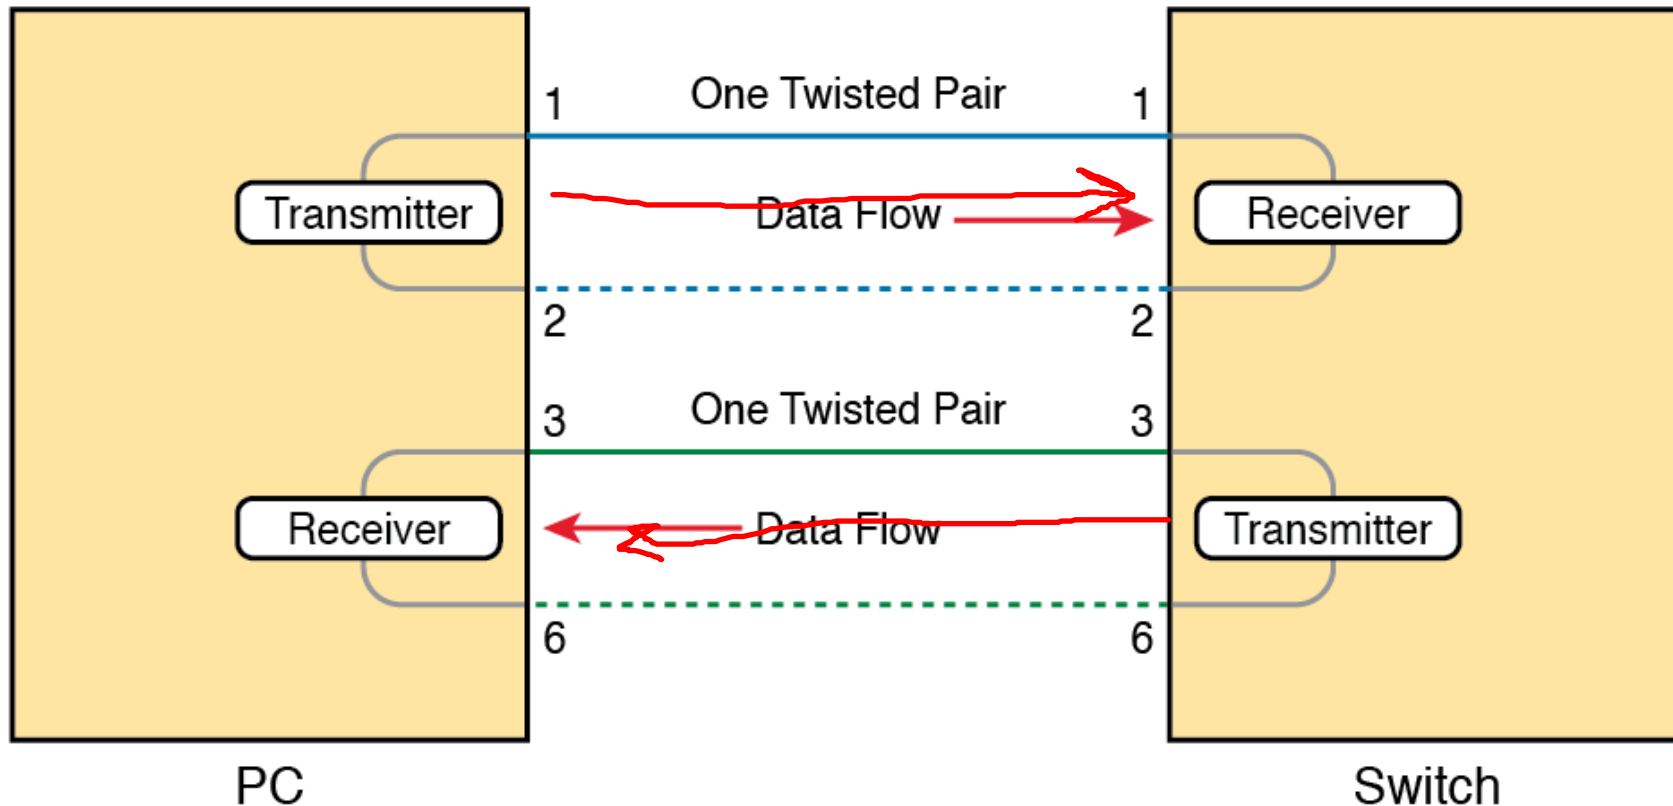 1 One Twisted Pair 1
Transmitter Data Flow Receiver
2 2
3 One Twisted Pair 3
Receiver Data Flow Transmitter
6 6
PC Switch